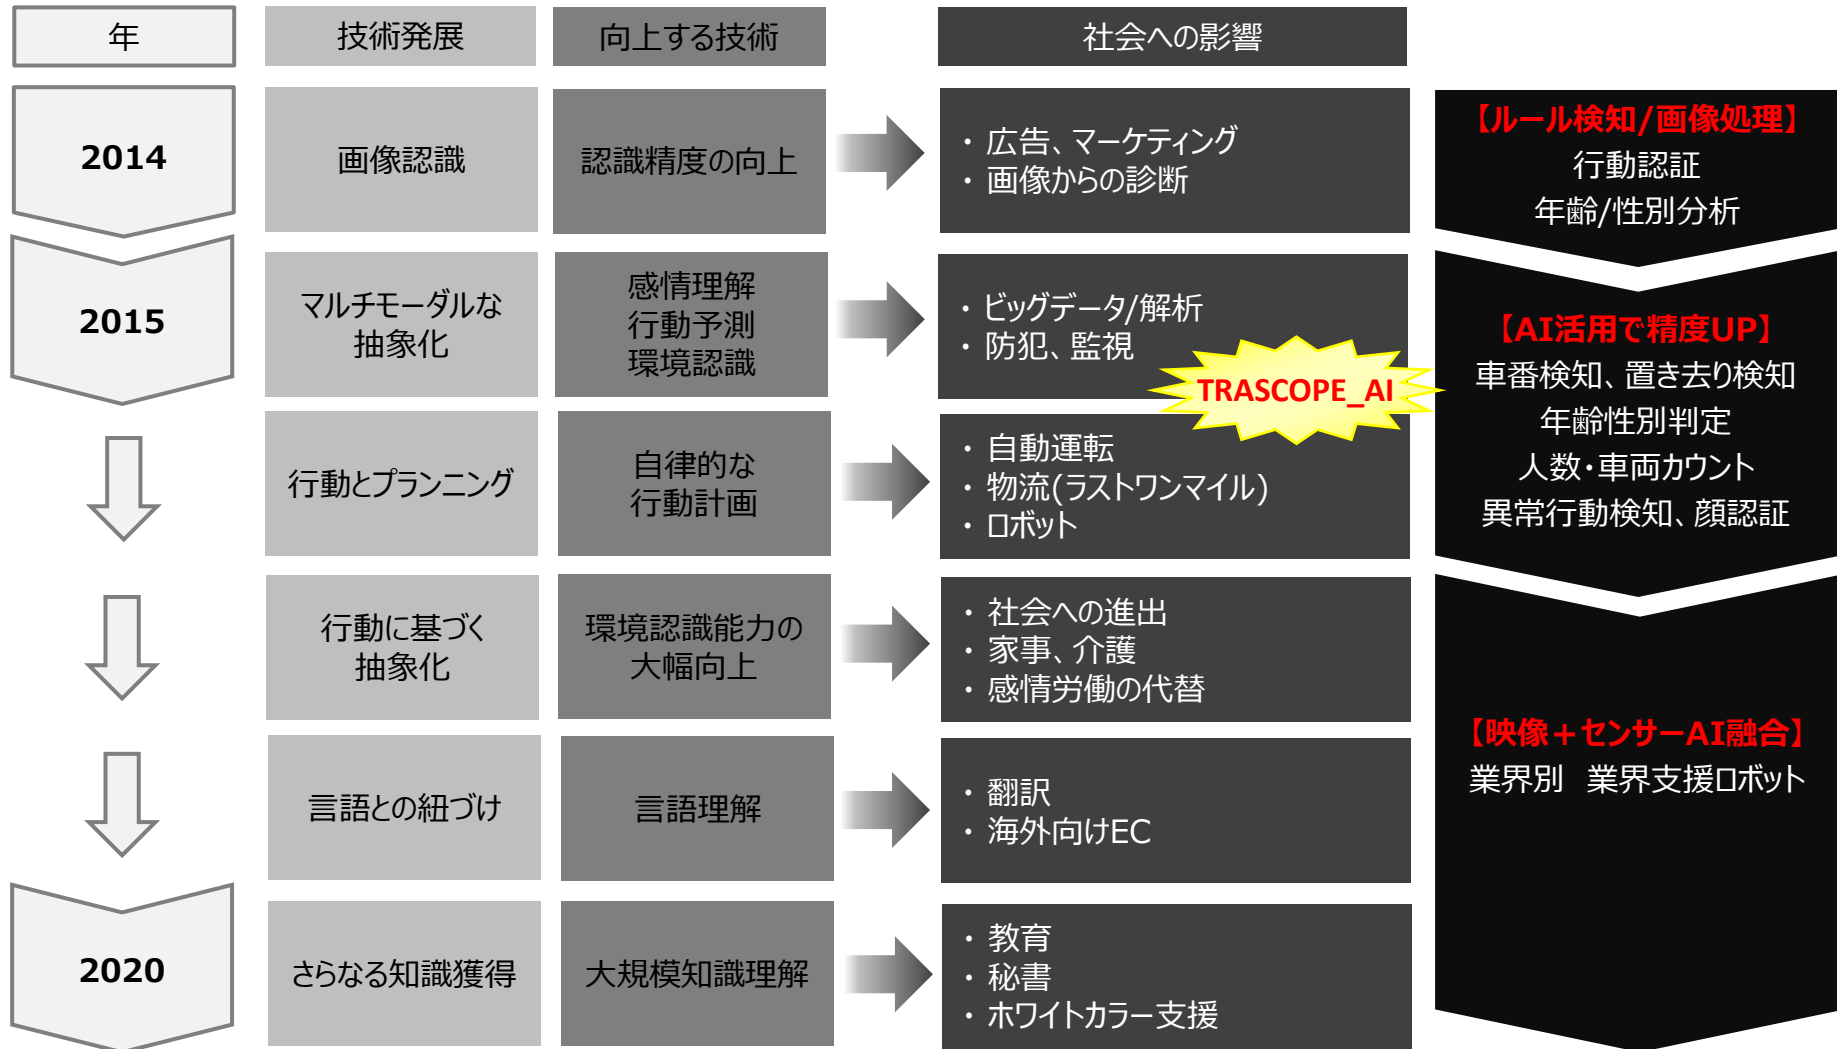 年
技術発展
向上する技術
社会への影響
2014
画像認識
認識精度の向上
・ 広告、マーケティング
・ 画像からの診断
【ルール検知/画像処理】
行動認証
年齢/性別分析
2015
マルチモーダルな
抽象化
感情理解
行動予測
環境認識
・ ビッグデータ/解析
・ 防犯、監視
TRASCOPE_AI
【AI活用で精度UP】
車番検知、置き去り検知
年齢性別判定
人数・車両カウント
異常行動検知、顔認証
行動とプランニング
自律的な
行動計画
・ 自動運転
・ 物流(ラストワンマイル)
・ ロボット
行動に基づく
抽象化
環境認識能力の
大幅向上
・ 社会への進出
・ 家事、介護
・ 感情労働の代替
【映像+センサーAI融合】
業界別　業界支援ロボット
言語との紐づけ
言語理解
・ 翻訳
・ 海外向けEC
2020
さらなる知識獲得
大規模知識理解
・ 教育
・ 秘書
・ ホワイトカラー支援